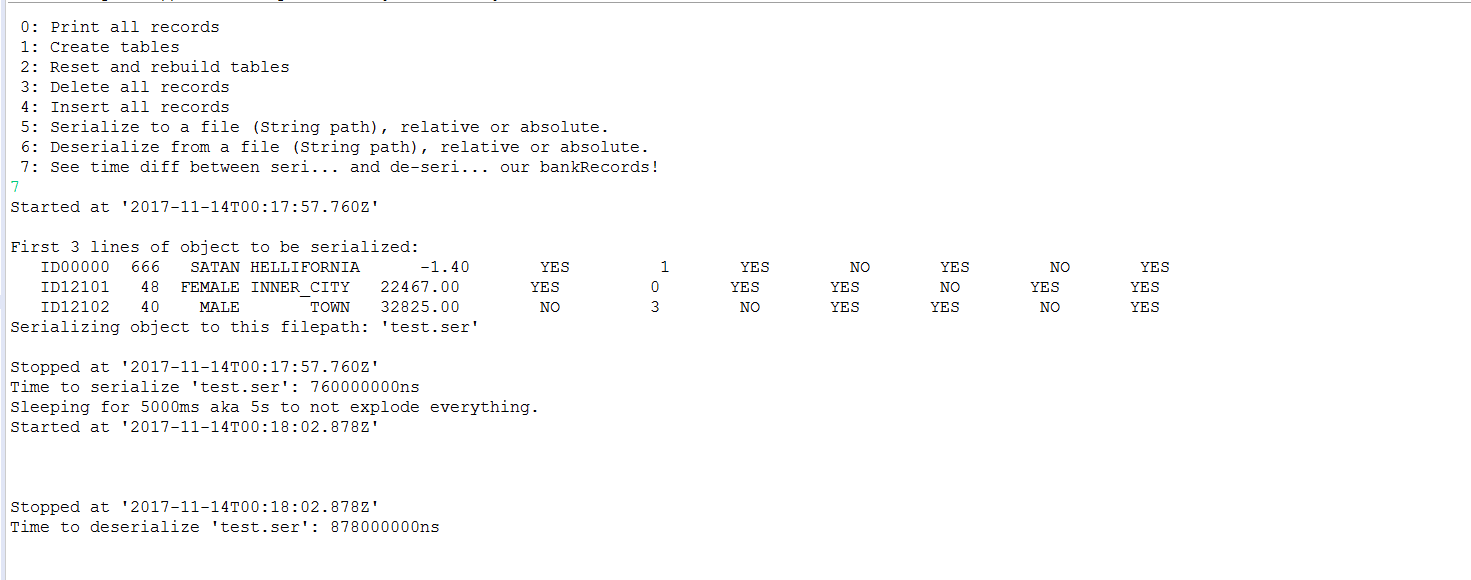 0: Print all records
1: Create tables
2: Reset and rebuild tables
3: Delete all records
4: Insert all records
5: Serialize to a file (String path), relative or absolute.
6: Deserialize from a file (String path), relative or absolute.
7: See time diff between seri... and de-seri... our bankRecords!
7
Started at '2017-11-14T00:17:57.760Z'
First 3 lines of object to be serialized:
ID00000 666 SATAN HELLIFORNIA -1.40 YES 1 YES NO YES NO YES
ID12101 48 FEMALE INNER_CITY 22467.00 YES 0 YES YES NO YES YES
ID12102 40 MALE TOWN 32825.00 NO 3 NO YES YES NO YES
Serializing object to this filepath: 'test.ser'
Stopped at '2017-11-14T00:17:57.760Z'
Time to serialize 'test.ser': 760000000ns
Sleeping for 5000ms aka 5s to not explode everything.
Started at '2017-11-14T00:18:02.878Z'
Stopped at '2017-11-14T00:18:02.878Z'
Time to deserialize 'test.ser': 878000000ns